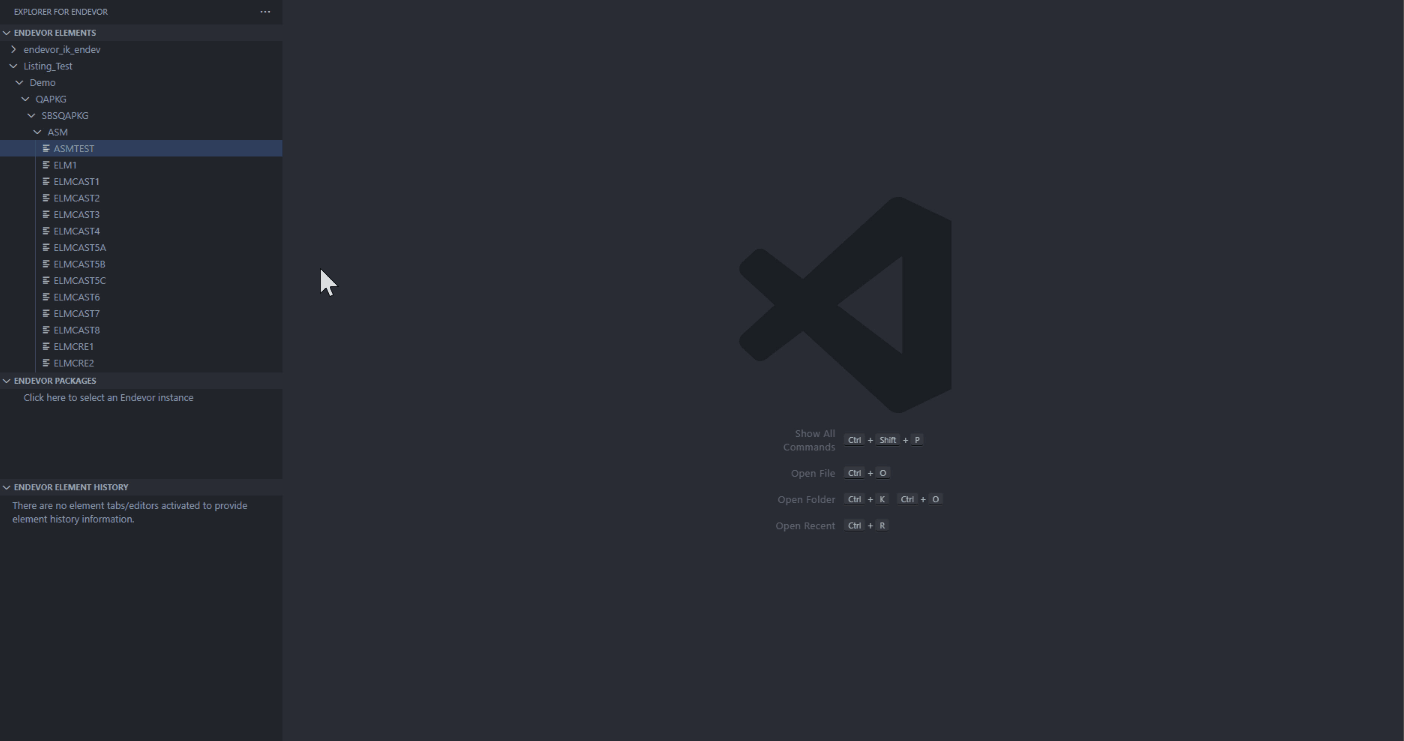 EXPLORER FOR ENDEVOR
ENDEVOR ELEMENTS
endevor_ik_endev
Listing_Test
Demo
QAPKG
SBSQAPKG
ASM
ASMTEST
ELM1
ELMCAST1
ELMCAST2
ELMCAST3
ELMCAST4
ELMCAST5A
ELMCAST5B
ELMCAST5C
ELMCAST6
ELMCAST7
ELMCAST8
ELMCRE1
ELMCRE2
ENDEVOR PACKAGES
Click here to select an Endevor instance
ENDEVOR ELEMENT HISTORY
There are no element tabs/editors activated to provide
element history information.
Show All
Commands Ctrl + Shift + P
Open File Ctrl + O
Open Folder Ctrl + K Ctrl + O
Open Recent Ctrl + R